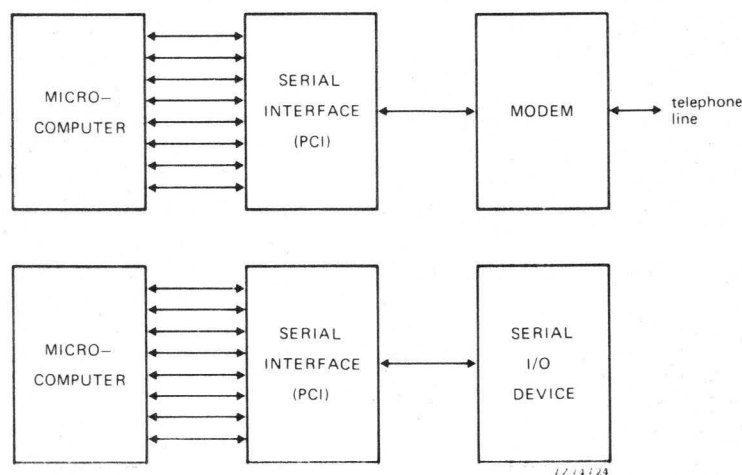 MICRO–
COMPUTER
SERIAL
INTERFACE
(PCI)
MODEM
telephone
line
MICRO–
COMPUTER
SERIAL
INTERFACE
(PCI)
SERIAL
I/O
DEVICE